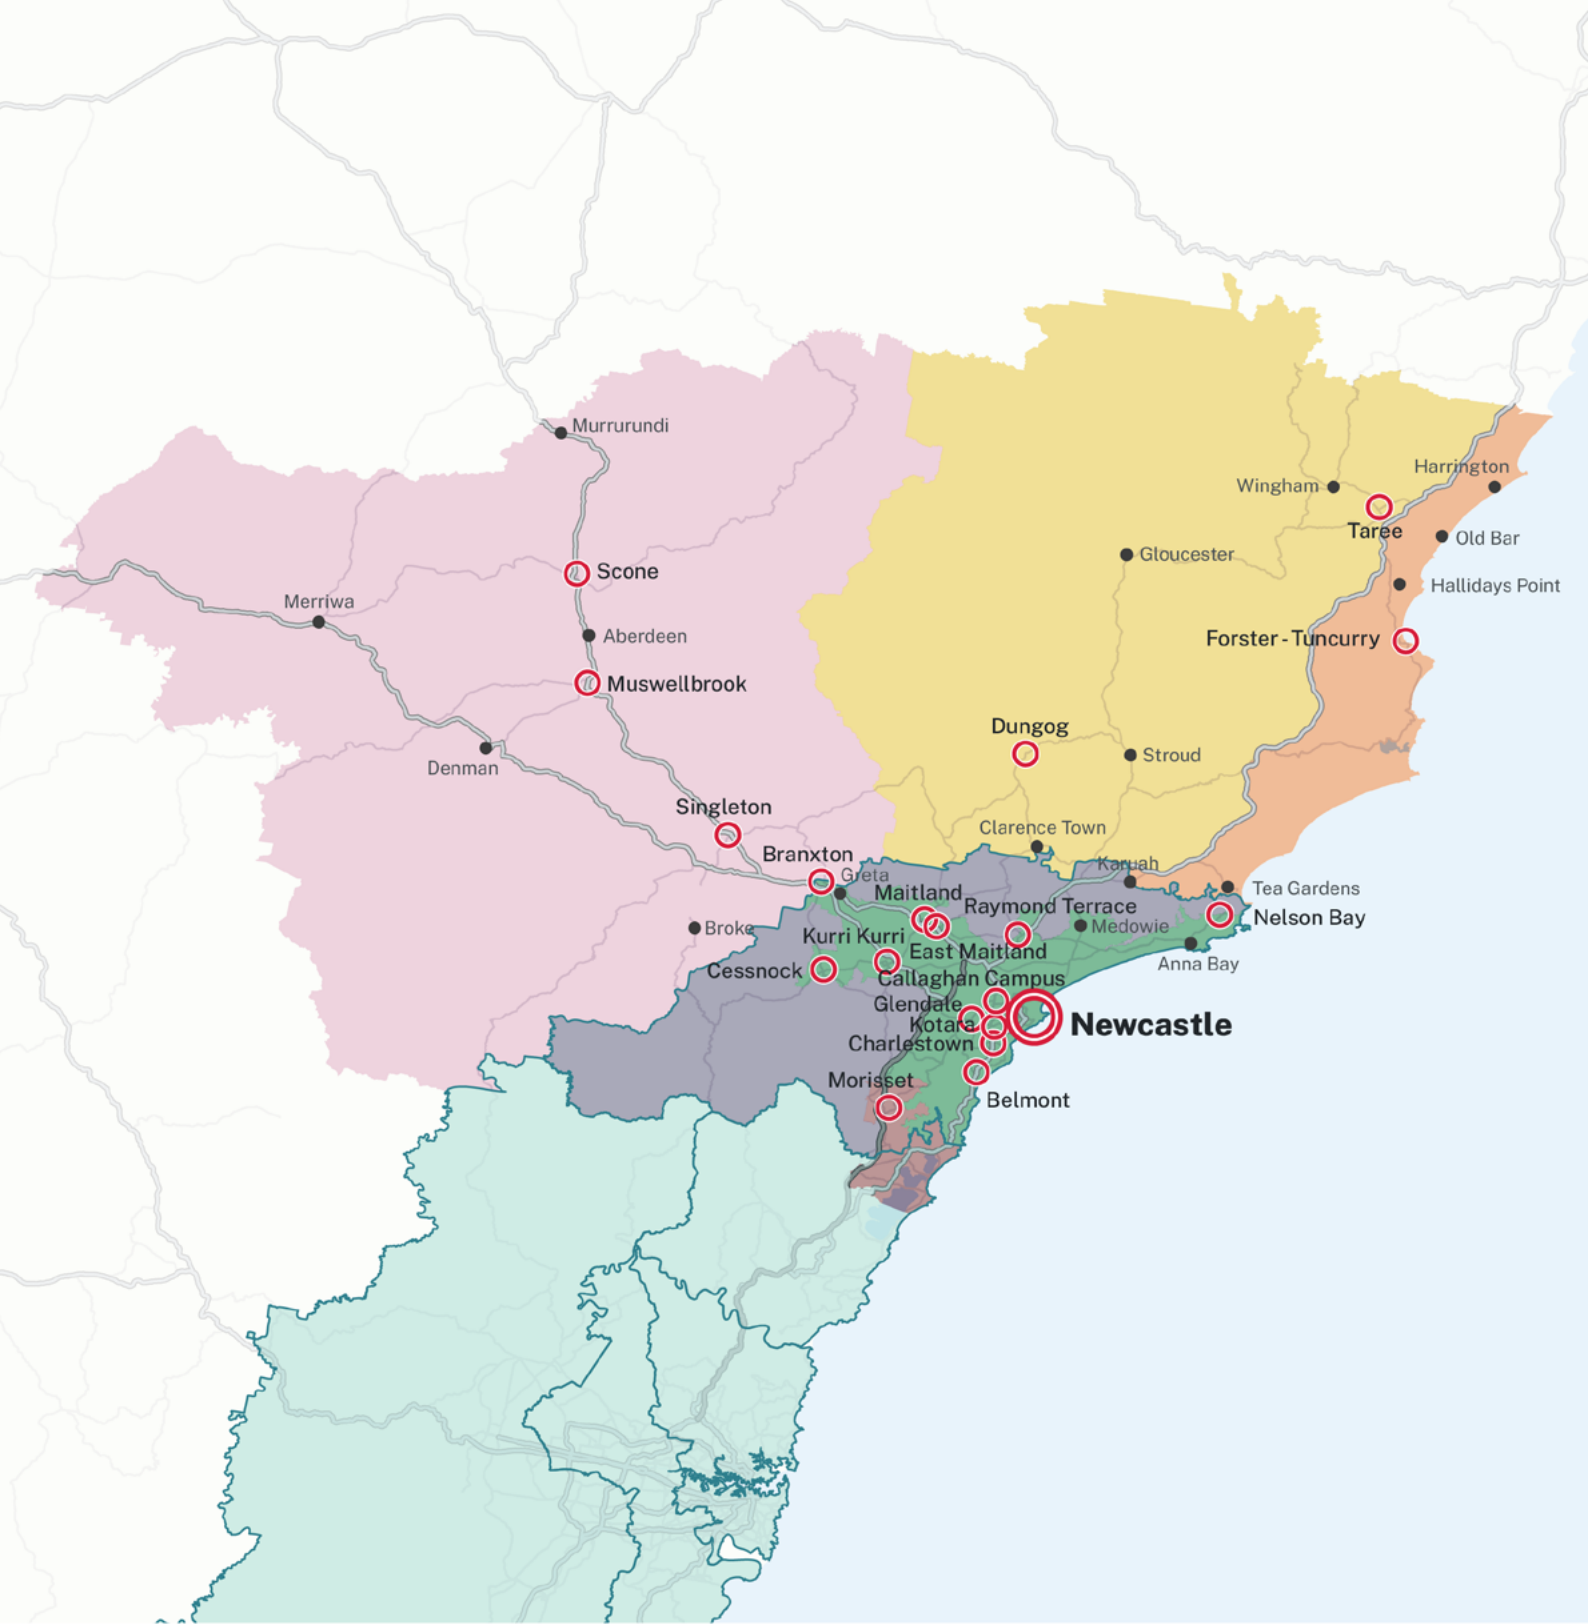 Murrurundi
Harrington
Wingham
Taree
Old Bar
Gloucester
Scone
Hallidays Point
Merriwa
Aberdeen
Forster - Tuncurry
Muswellbrook
Dungog
Stroud
Denman
Singleton
Clarence Town
Branxton
Karuah
Greta
Tea Gardens
Maitland
Raymond Terrace
Nelson Bay
Medowie
Broke
Kurri Kurri
East Maitland
Anna Bay
Cessnock
Callaghan Campus
Glendale
Kotara
Newcastle
Charlestown
Morisset
Belmont